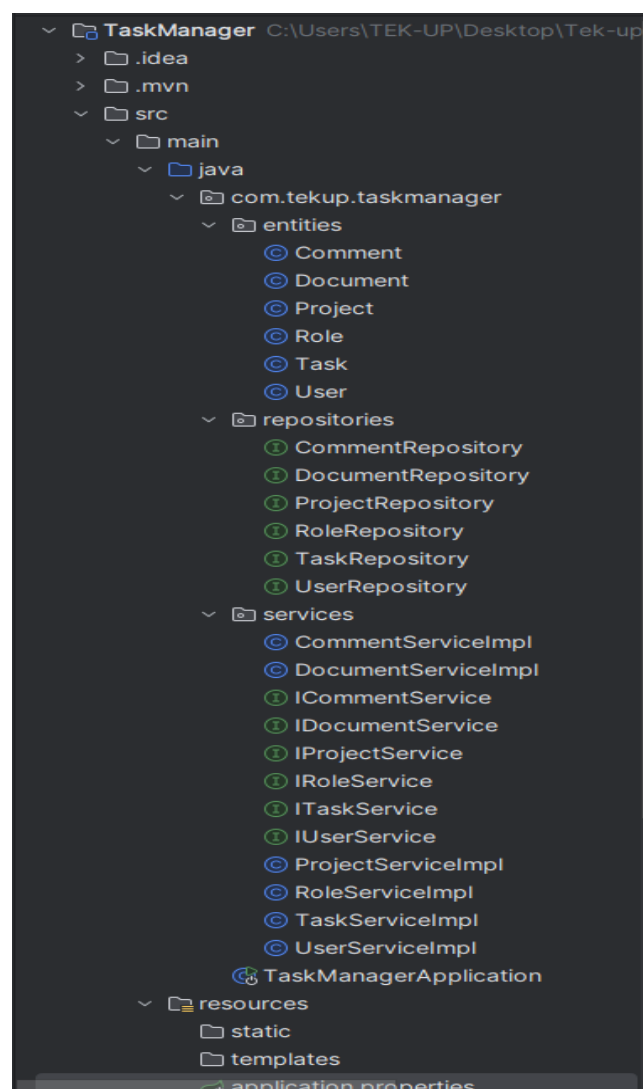 TaskManager C:\Users\TEK-UP\Desktop\Tek-up
.idea
.mvn
src
main
java
com.tekup.taskmanager
entities
C Comment
C Document
C Project
C Role
C Task
C User
repositories
I CommentRepository
I DocumentRepository
I ProjectRepository
I RoleRepository
I TaskRepository
I UserRepository
services
C CommentServiceImpl
C DocumentServiceImpl
I ICommentService
I IDocumentService
I IProjectService
I IRoleService
I ITaskService
I IUserService
C ProjectServiceImpl
C RoleServiceImpl
C TaskServiceImpl
C UserServiceImpl
TaskManagerApplication
resources
static
templates
application.properties